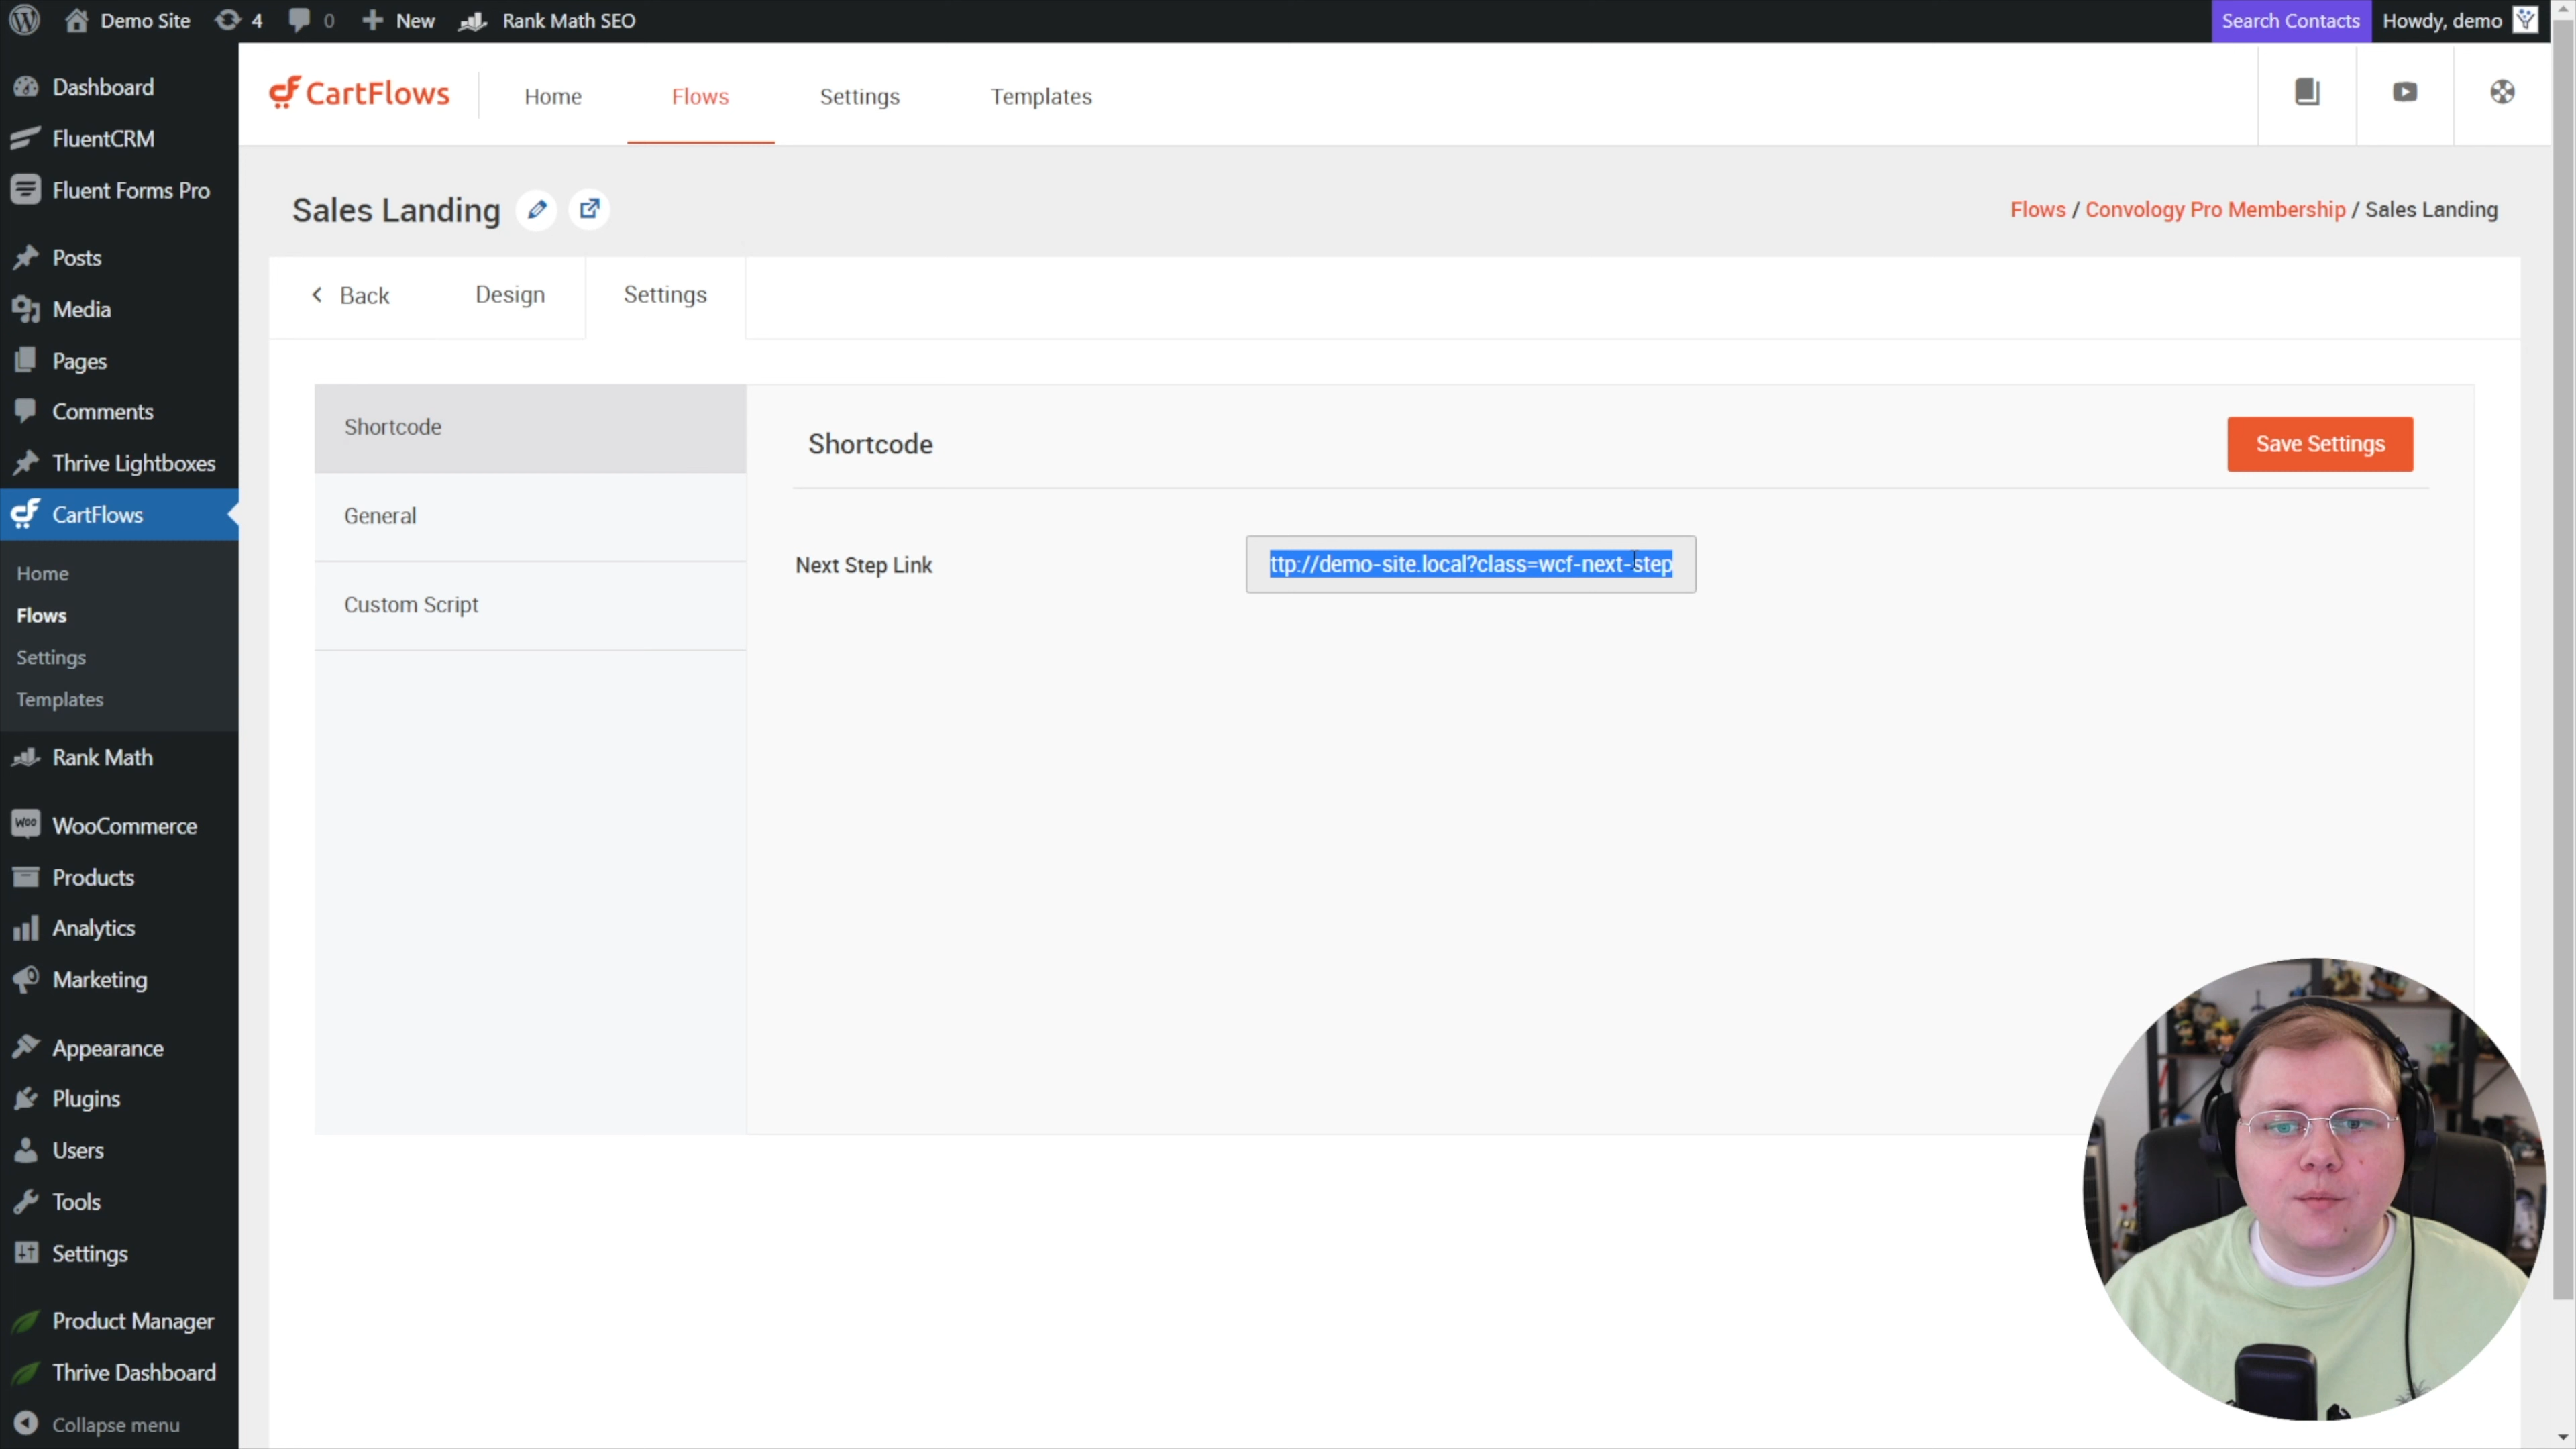 Demo Site
4
0
New
Rank Math SEO
Search Contacts
Howdy, demo
Dashboard
FluentCRM
Fluent Forms Pro
Posts
Media
Pages
Comments
Thrive Lightboxes
CartFlows
Home
Flows
Settings
Templates
Rank Math
WOO
WooCommerce
Products
Analytics
Marketing
Appearance
Plugins
Users
Tools
Settings
Product Manager
Thrive Dashboard
Collapse menu
CartFlows
Home
Flows
Settings
Templates
Sales Landing
Flows / Convology Pro Membership / Sales Landing
Back
Design
Settings
Shortcode
General
Custom Script
Shortcode
Save Settings
Next Step Link
ttp://demo-site.local?class=wcf-next-step